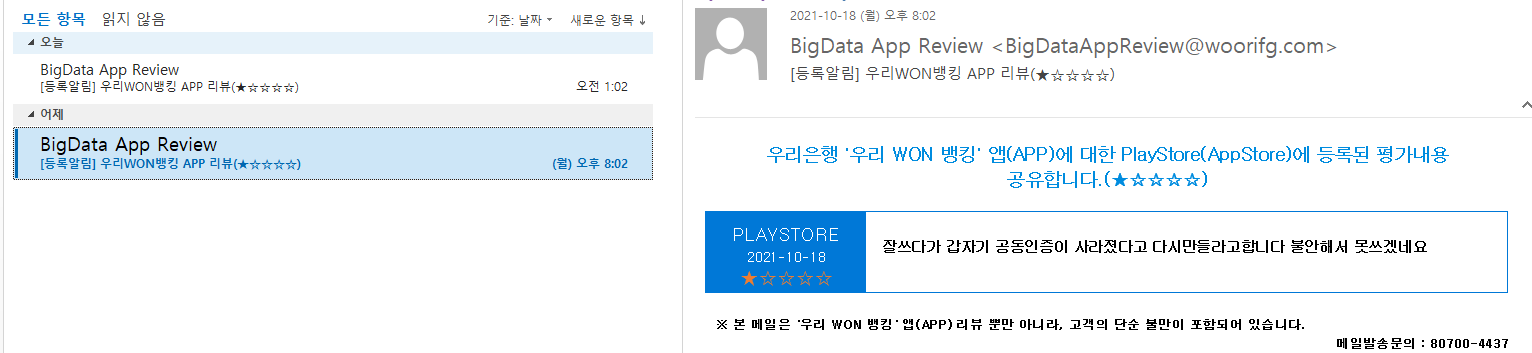 모든 항목 읽지 않음 기준: 날짜 새로운 항목 ↓
오늘
BigData App Review
[등록알림] 우리WON뱅킹 APP 리뷰(★☆☆☆☆) 오전 1:02
어제
BigData App Review
[등록알림] 우리WON뱅킹 APP 리뷰(★☆☆☆☆) (월) 오후 8:02
2021-10-18 (월) 오후 8:02
BigData App Review <BigDataAppReview@woorifg.com>
[등록알림] 우리WON뱅킹 APP 리뷰(★☆☆☆☆)
우리은행 '우리 WON 뱅킹' 앱(APP)에 대한 PlayStore(AppStore)에 등록된 평가내용
공유합니다.(★☆☆☆☆)
PLAYSTORE
2021-10-18
★☆☆☆☆
잘쓰다가 갑자기 공동인증이 사라졌다고 다시만들라고합니다 불안해서 못쓰겠네요
※ 본 메일은 '우리 WON 뱅킹' 앱(APP) 리뷰 뿐만 아니라, 고객의 단순 불만이 포함되어 있습니다.
메일발송문의 : 80700-4437